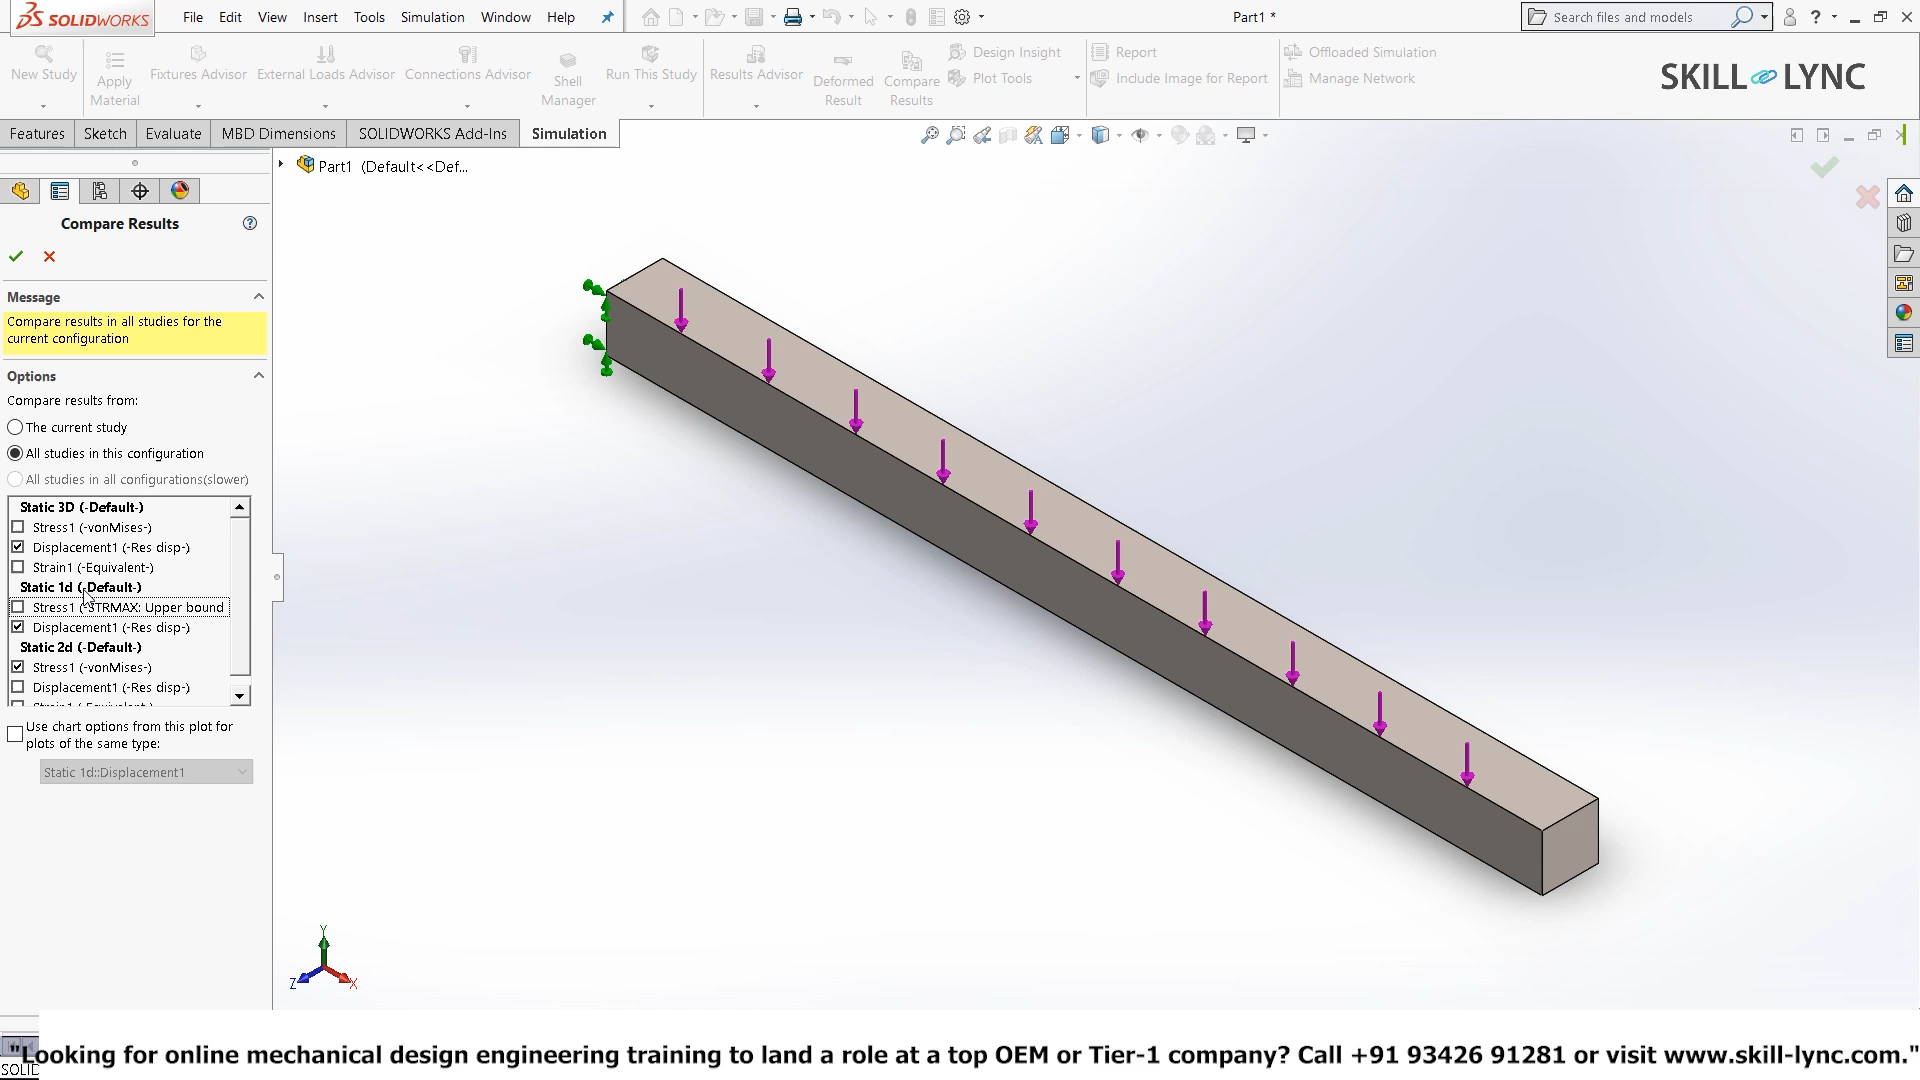 SOLIDWORKS
File Edit View Insert Tools Simulation Window Help
Part1 *
Search files and models
New Study
Apply Material
Fixtures Advisor
External Loads Advisor
Connections Advisor
Shell Manager
Run This Study
Results Advisor
Deformed Result
Compare Results
Design Insight
Plot Tools
Report
Include Image for Report
Offloaded Simulation
Manage Network
SKILL LYNC
Features Sketch Evaluate MBD Dimensions SOLIDWORKS Add-Ins Simulation
Part1 (Default<<Def...
Compare Results
Message
Compare results in all studies for the
current configuration
Options
Compare results from:
The current study
All studies in this configuration
All studies in all configurations(slower)
Static 3D (-Default-)
Stress1 (-vonMises-)
Displacement1 (-Res disp-)
Strain1 (-Equivalent-)
Static 1d (-Default-)
Stress1 (-STRMAX: Upper bound
Displacement1 (-Res disp-)
Static 2d (-Default-)
Stress1 (-vonMises-)
Displacement1 (-Res disp-)
Strain1 (-Equivalent-)
Use chart options from this plot for
plots of the same type:
Static 1d::Displacement1
Y
Z
X
Looking for online mechanical design engineering training to land a role at a top OEM or Tier-1 company? Call +91 93426 91281 or visit www.skill-lync.com."
SOLID